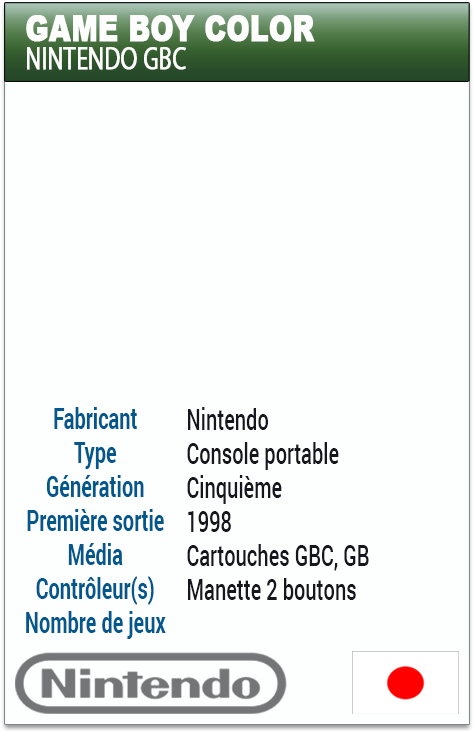 GAME BOY COLOR
NINTENDO GBC
Fabricant Nintendo
Type Console portable
Génération Cinquième
Première sortie 1998
Média Cartouches GBC, GB
Contrôleur(s) Manette 2 boutons
Nombre de jeux
Nintendo